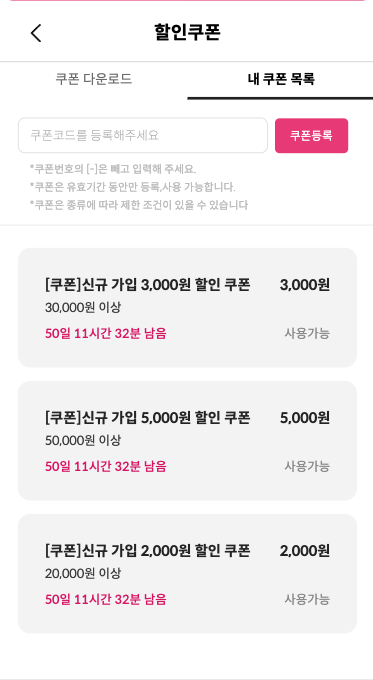 할인쿠폰
쿠폰 다운로드 내 쿠폰 목록
쿠폰코드를 등록해주세요 쿠폰등록
*쿠폰번호의 [-]은 빼고 입력해 주세요.
*쿠폰은 유효기간 동안만 등록,사용 가능합니다.
*쿠폰은 종류에 따라 제한 조건이 있을 수 있습니다
[쿠폰]신규 가입 3,000원 할인 쿠폰 3,000원
30,000원 이상
50일 11시간 32분 남음 사용가능
[쿠폰]신규 가입 5,000원 할인 쿠폰 5,000원
50,000원 이상
50일 11시간 32분 남음 사용가능
[쿠폰]신규 가입 2,000원 할인 쿠폰 2,000원
20,000원 이상
50일 11시간 32분 남음 사용가능